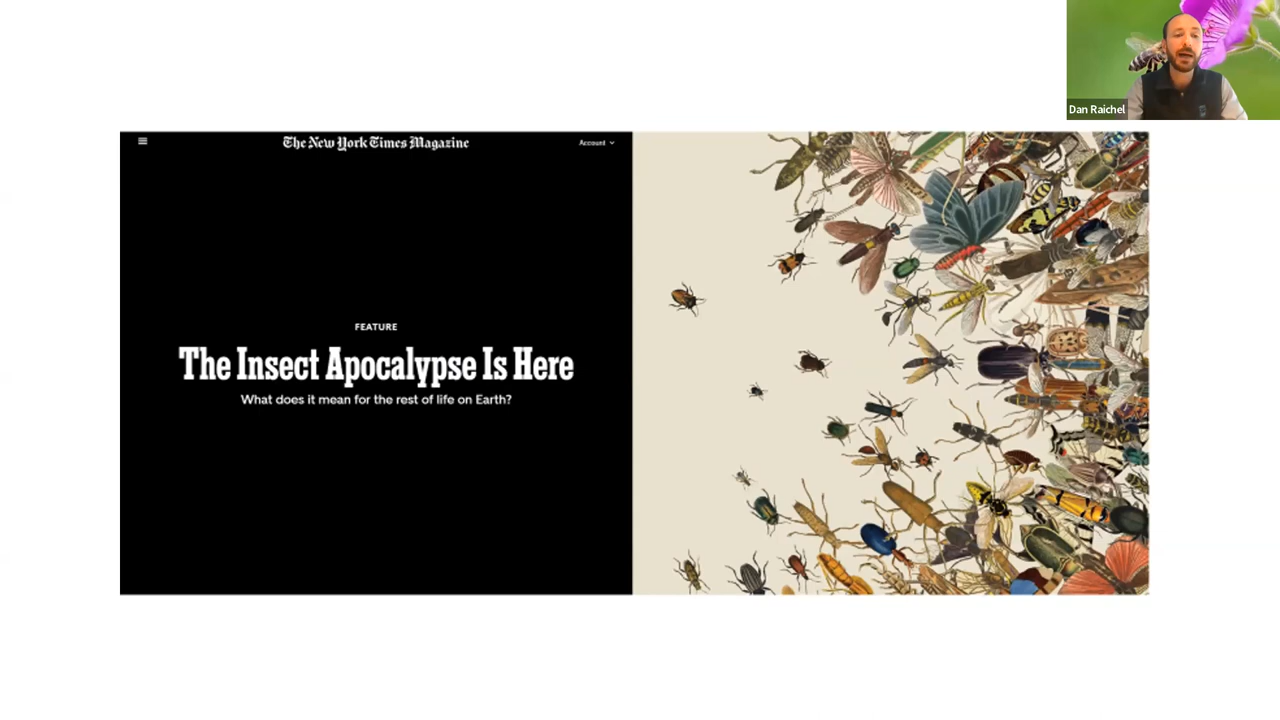 Dan Raichel
The New York Times Magazine
Account
FEATURE
The Insect Apocalypse Is Here
What does it mean for the rest of life on Earth?